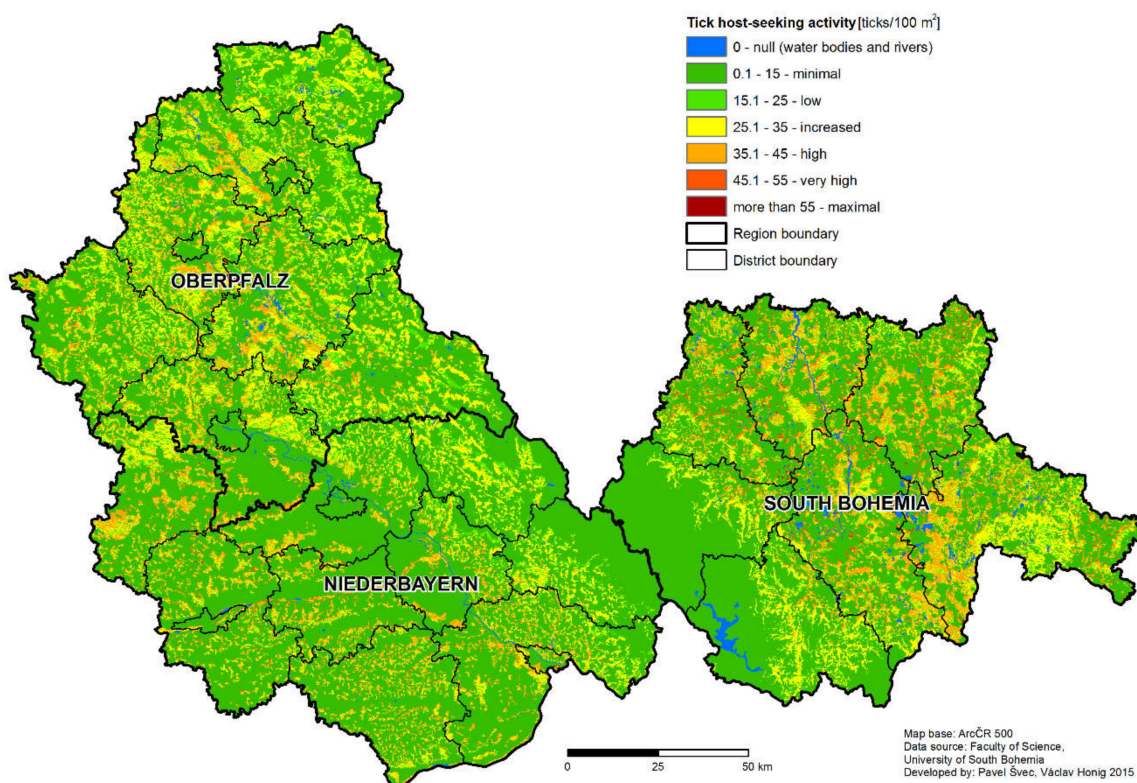 Tick host-seeking activity [ticks/100 m²]
0 - null (water bodies and rivers)
0.1 - 15 - minimal
15.1 - 25 - low
25.1 - 35 - increased
35.1 - 45 - high
45.1 - 55 - very high
more than 55 - maximal
Region boundary
District boundary
OBERPFALZ
SOUTH BOHEMIA
NIEDERBAYERN
0 25 50 km
Map base: ArcČR 500
Data source: Faculty of Science,
University of South Bohemia
Developed by: Pavel Švec, Václav Honig 2015